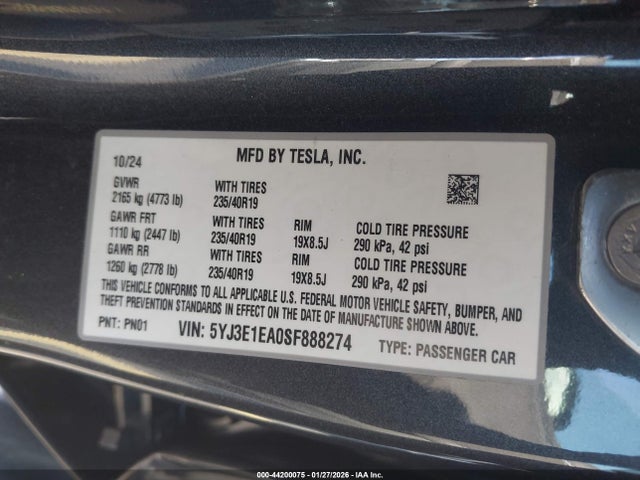 10/24
MFD BY TESLA, INC.
GVWR
2165 kg (4773 lb)
WITH TIRES
235/40R19
GAWR FRT
1110 kg (2447 lb)
WITH TIRES
235/40R19
RIM
19X8.5J
COLD TIRE PRESSURE
290 kPa, 42 psi
GAWR RR
1260 kg (2778 lb)
WITH TIRES
235/40R19
RIM
19X8.5J
COLD TIRE PRESSURE
290 kPa, 42 psi
THIS VEHICLE CONFORMS TO ALL APPLICABLE U.S. FEDERAL MOTOR VEHICLE SAFETY, BUMPER, AND
THEFT PREVENTION STANDARDS IN EFFECT ON THE DATE OF MANUFACTURE SHOWN ABOVE.
PNT: PN01
VIN: 5YJ3E1EA0SF888274
TYPE: PASSENGER CAR
000-44200075 | 01/27/2026 | IAA Inc.